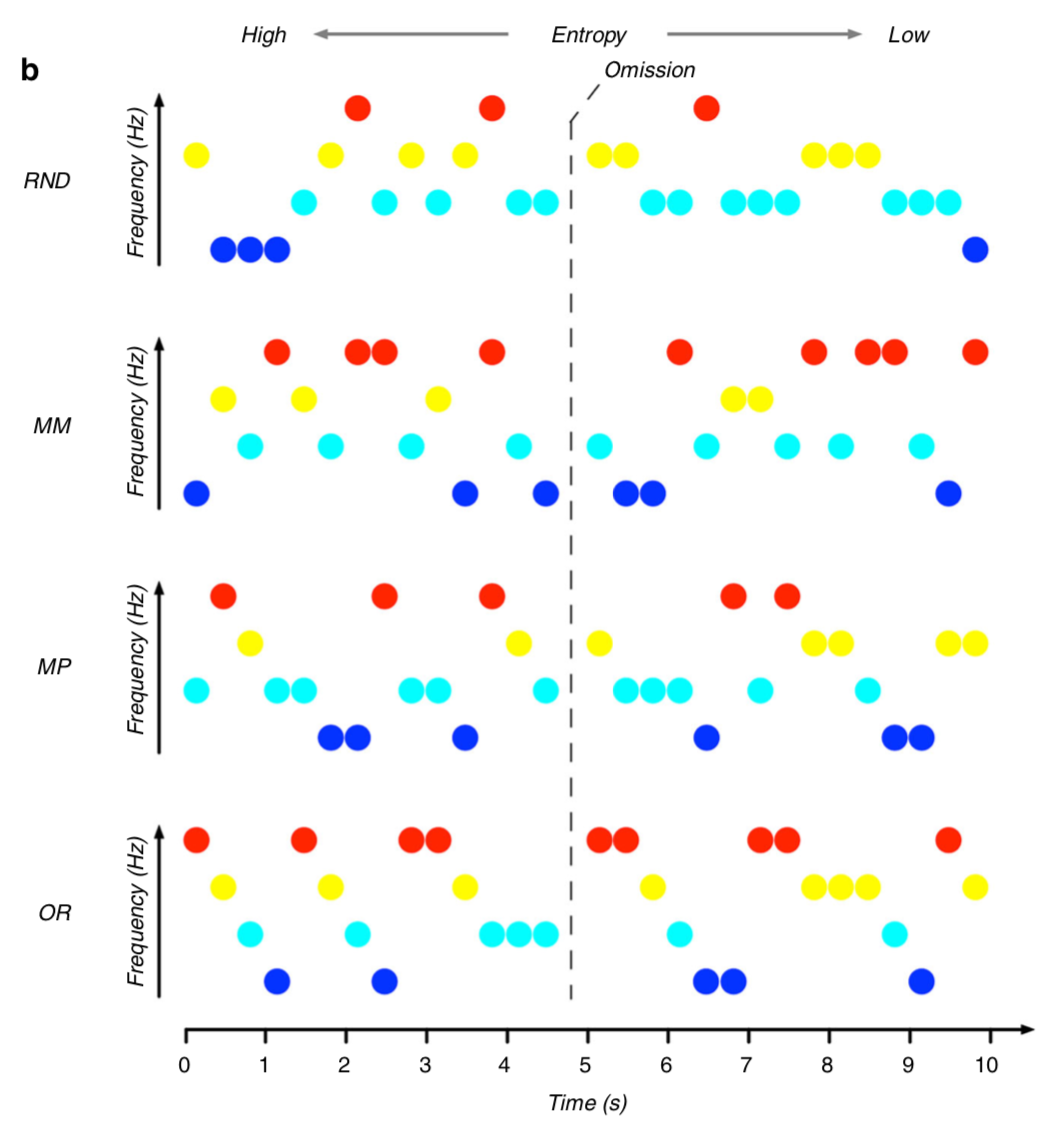 High Entropy Low
b
Omission
RND
Frequency (Hz)
MM
Frequency (Hz)
MP
Frequency (Hz)
OR
Frequency (Hz)
0 1 2 3 4 5 6 7 8 9 10
Time (s)